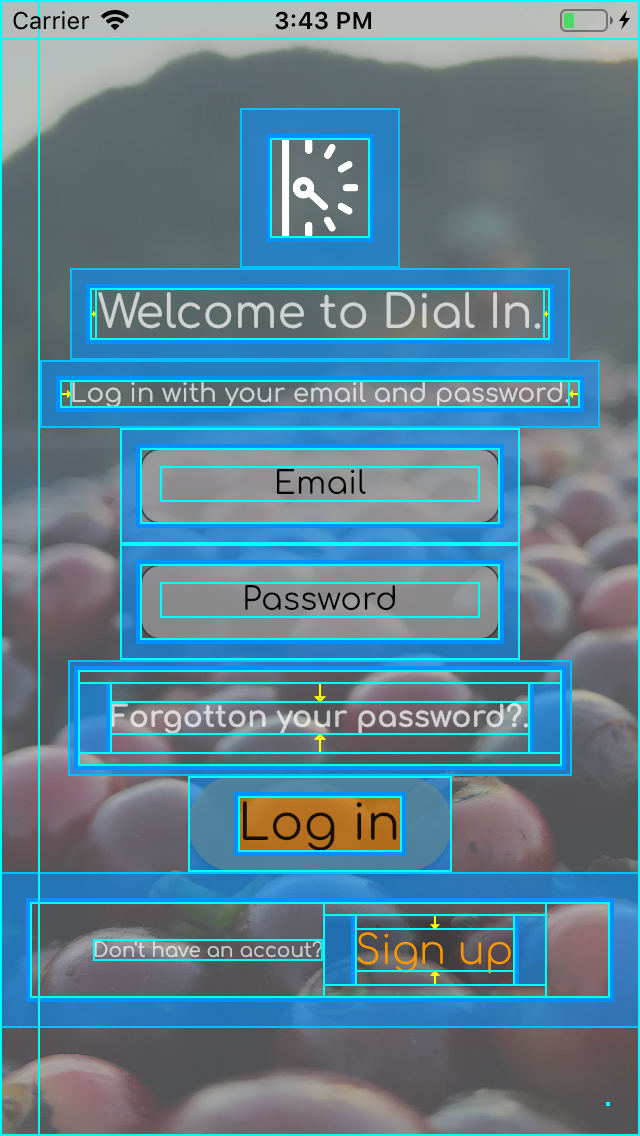 Carrier 3:43 PM
Welcome to Dial In.
Log in with your email and password.
Email
Password
Forgotton your password?.
Log in
Don't have an accout? Sign up